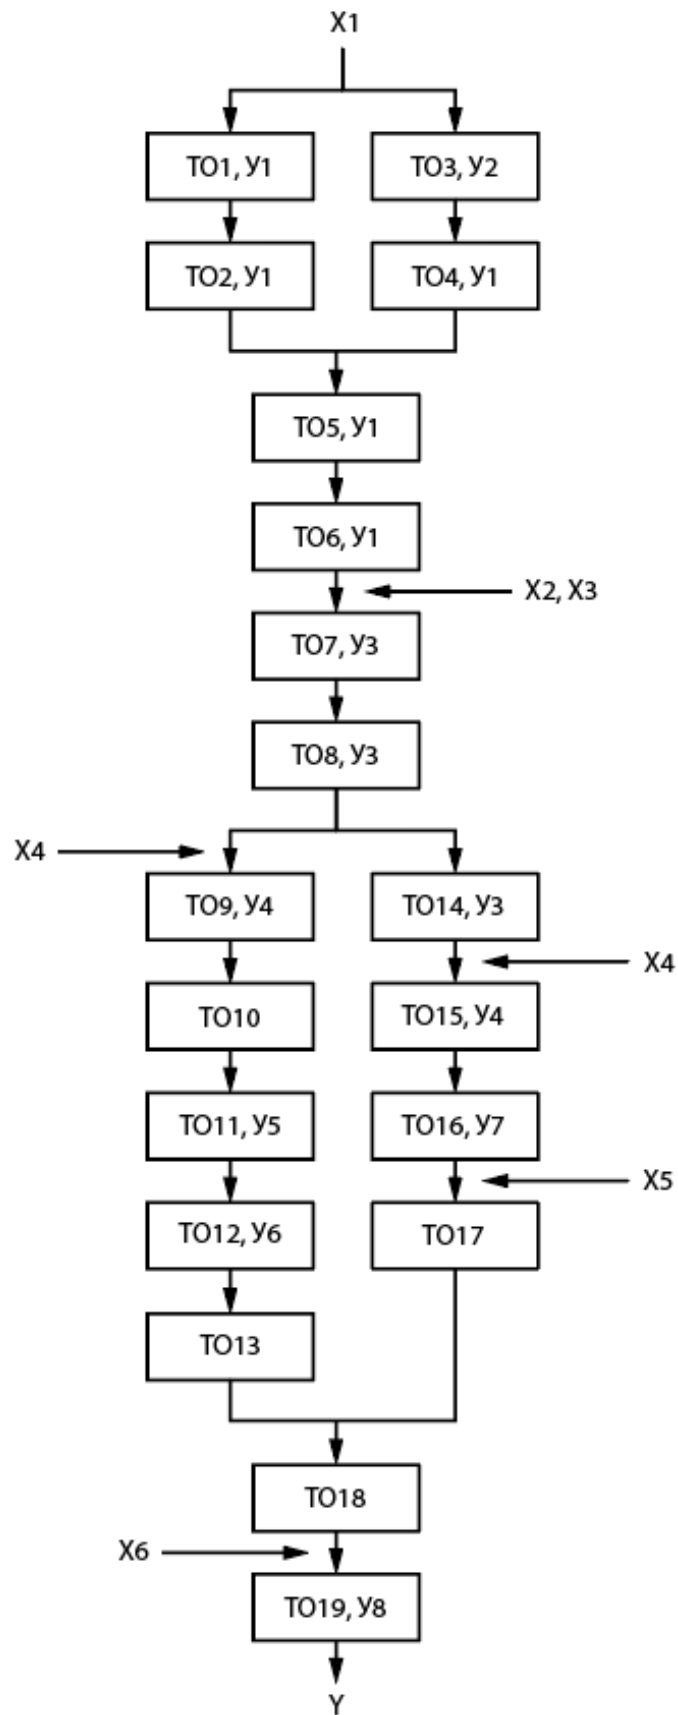 X1
ТО1, У1
ТО3, У2
ТО2, У1
ТО4, У1
ТО5, У1
ТО6, У1
X2, X3
ТО7, У3
ТО8, У3
X4
ТО9, У4
ТО14, У3
X4
ТО10
ТО15, У4
ТО11, У5
ТО16, У7
X5
ТО12, У6
ТО17
ТО13
ТО18
X6
ТО19, У8
Y